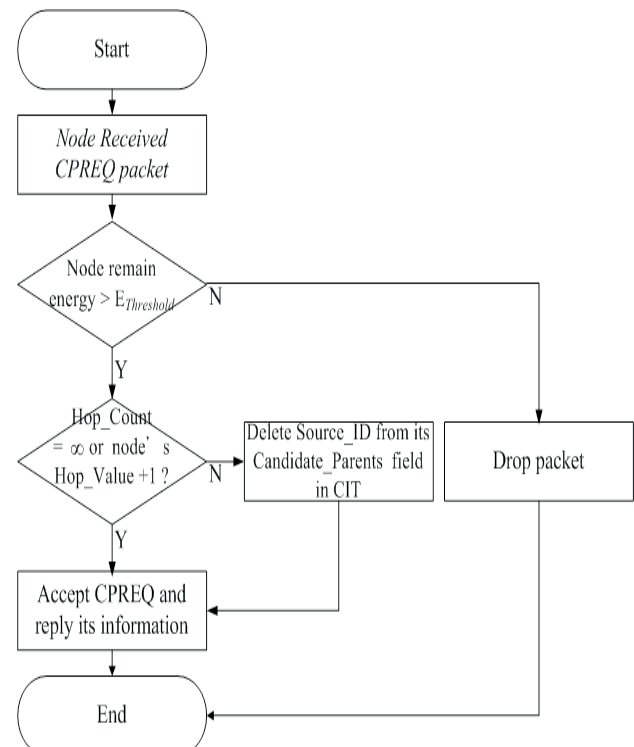 Start
Node Received
CPREQ packet
Node remain
energy > E_Threshold
N
Y
Hop_Count
= ∞ or node’ s
Hop_Value +1 ?
N
Delete Source_ID from its
Candidate_Parents field
in CIT
Drop packet
Y
Accept CPREQ and
reply its information
End